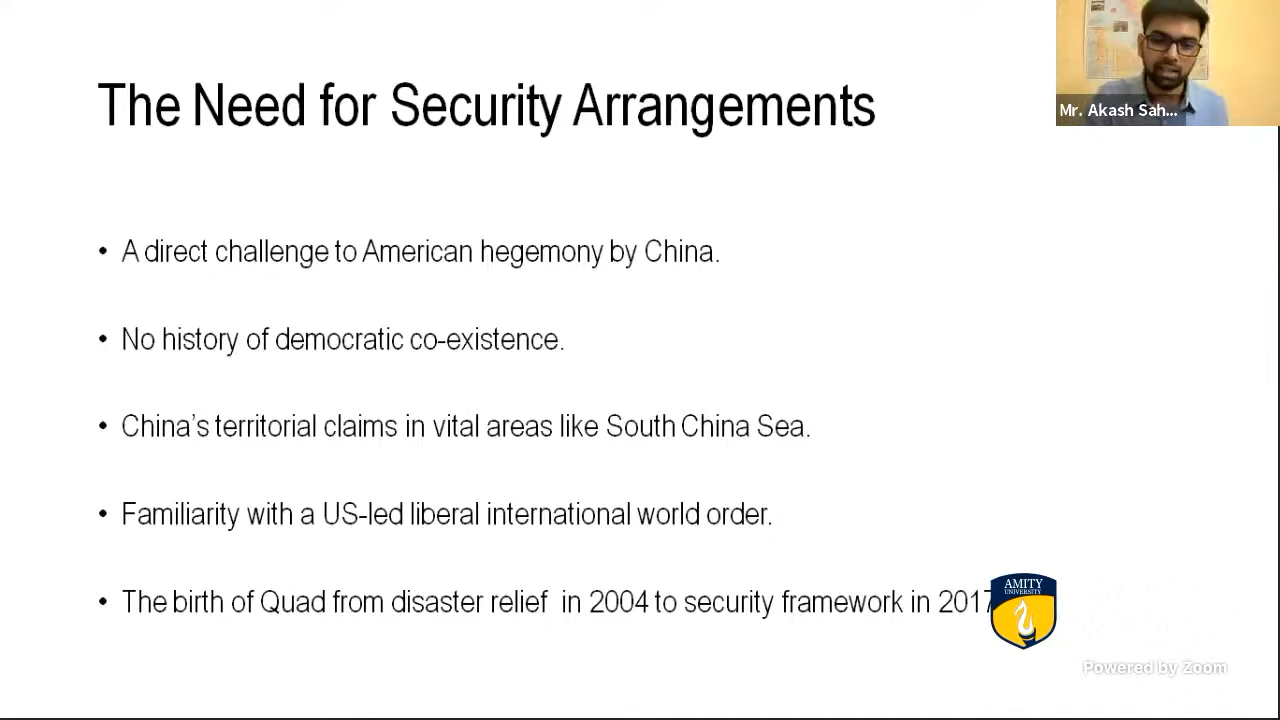 The Need for Security Arrangements
Mr. Akash Sah...
• A direct challenge to American hegemony by China.
• No history of democratic co-existence.
• China's territorial claims in vital areas like South China Sea.
• Familiarity with a US-led liberal international world order.
• The birth of Quad from disaster relief in 2004 to security framework in 2017
AMITY
UNIVERSITY
Powered by Zoom